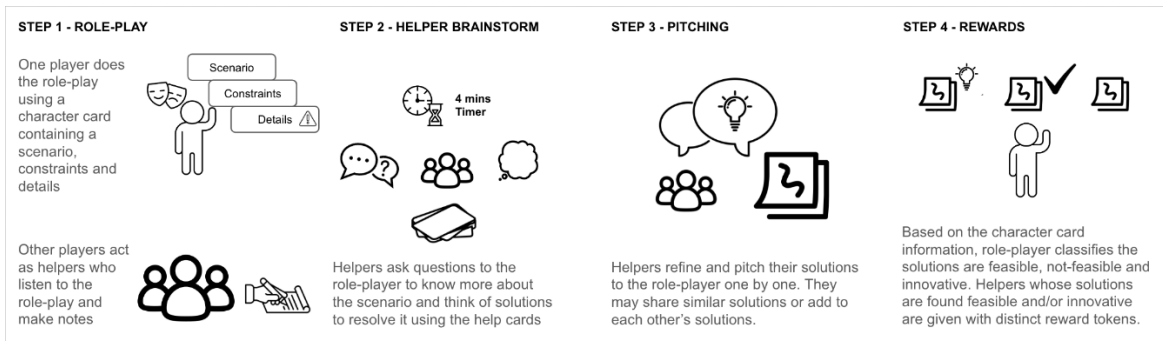 STEP 1 - ROLE-PLAY
One player does
the role-play
using a
character card
containing a
scenario,
constraints and
details
Scenario
Constraints
Details
Other players act
as helpers who
listen to the
role-play and
make notes
STEP 2 - HELPER BRAINSTORM
4 mins
Timer
?
Helpers ask questions to the
role-player to know more about
the scenario and think of solutions
to resolve it using the help cards
STEP 3 - PITCHING
Helpers refine and pitch their solutions
to the role-player one by one. They
may share similar solutions or add to
each other's solutions.
STEP 4 - REWARDS
Based on the character card
information, role-player classifies the
solutions are feasible, not-feasible and
innovative. Helpers whose solutions
are found feasible and/or innovative
are given with distinct reward tokens.